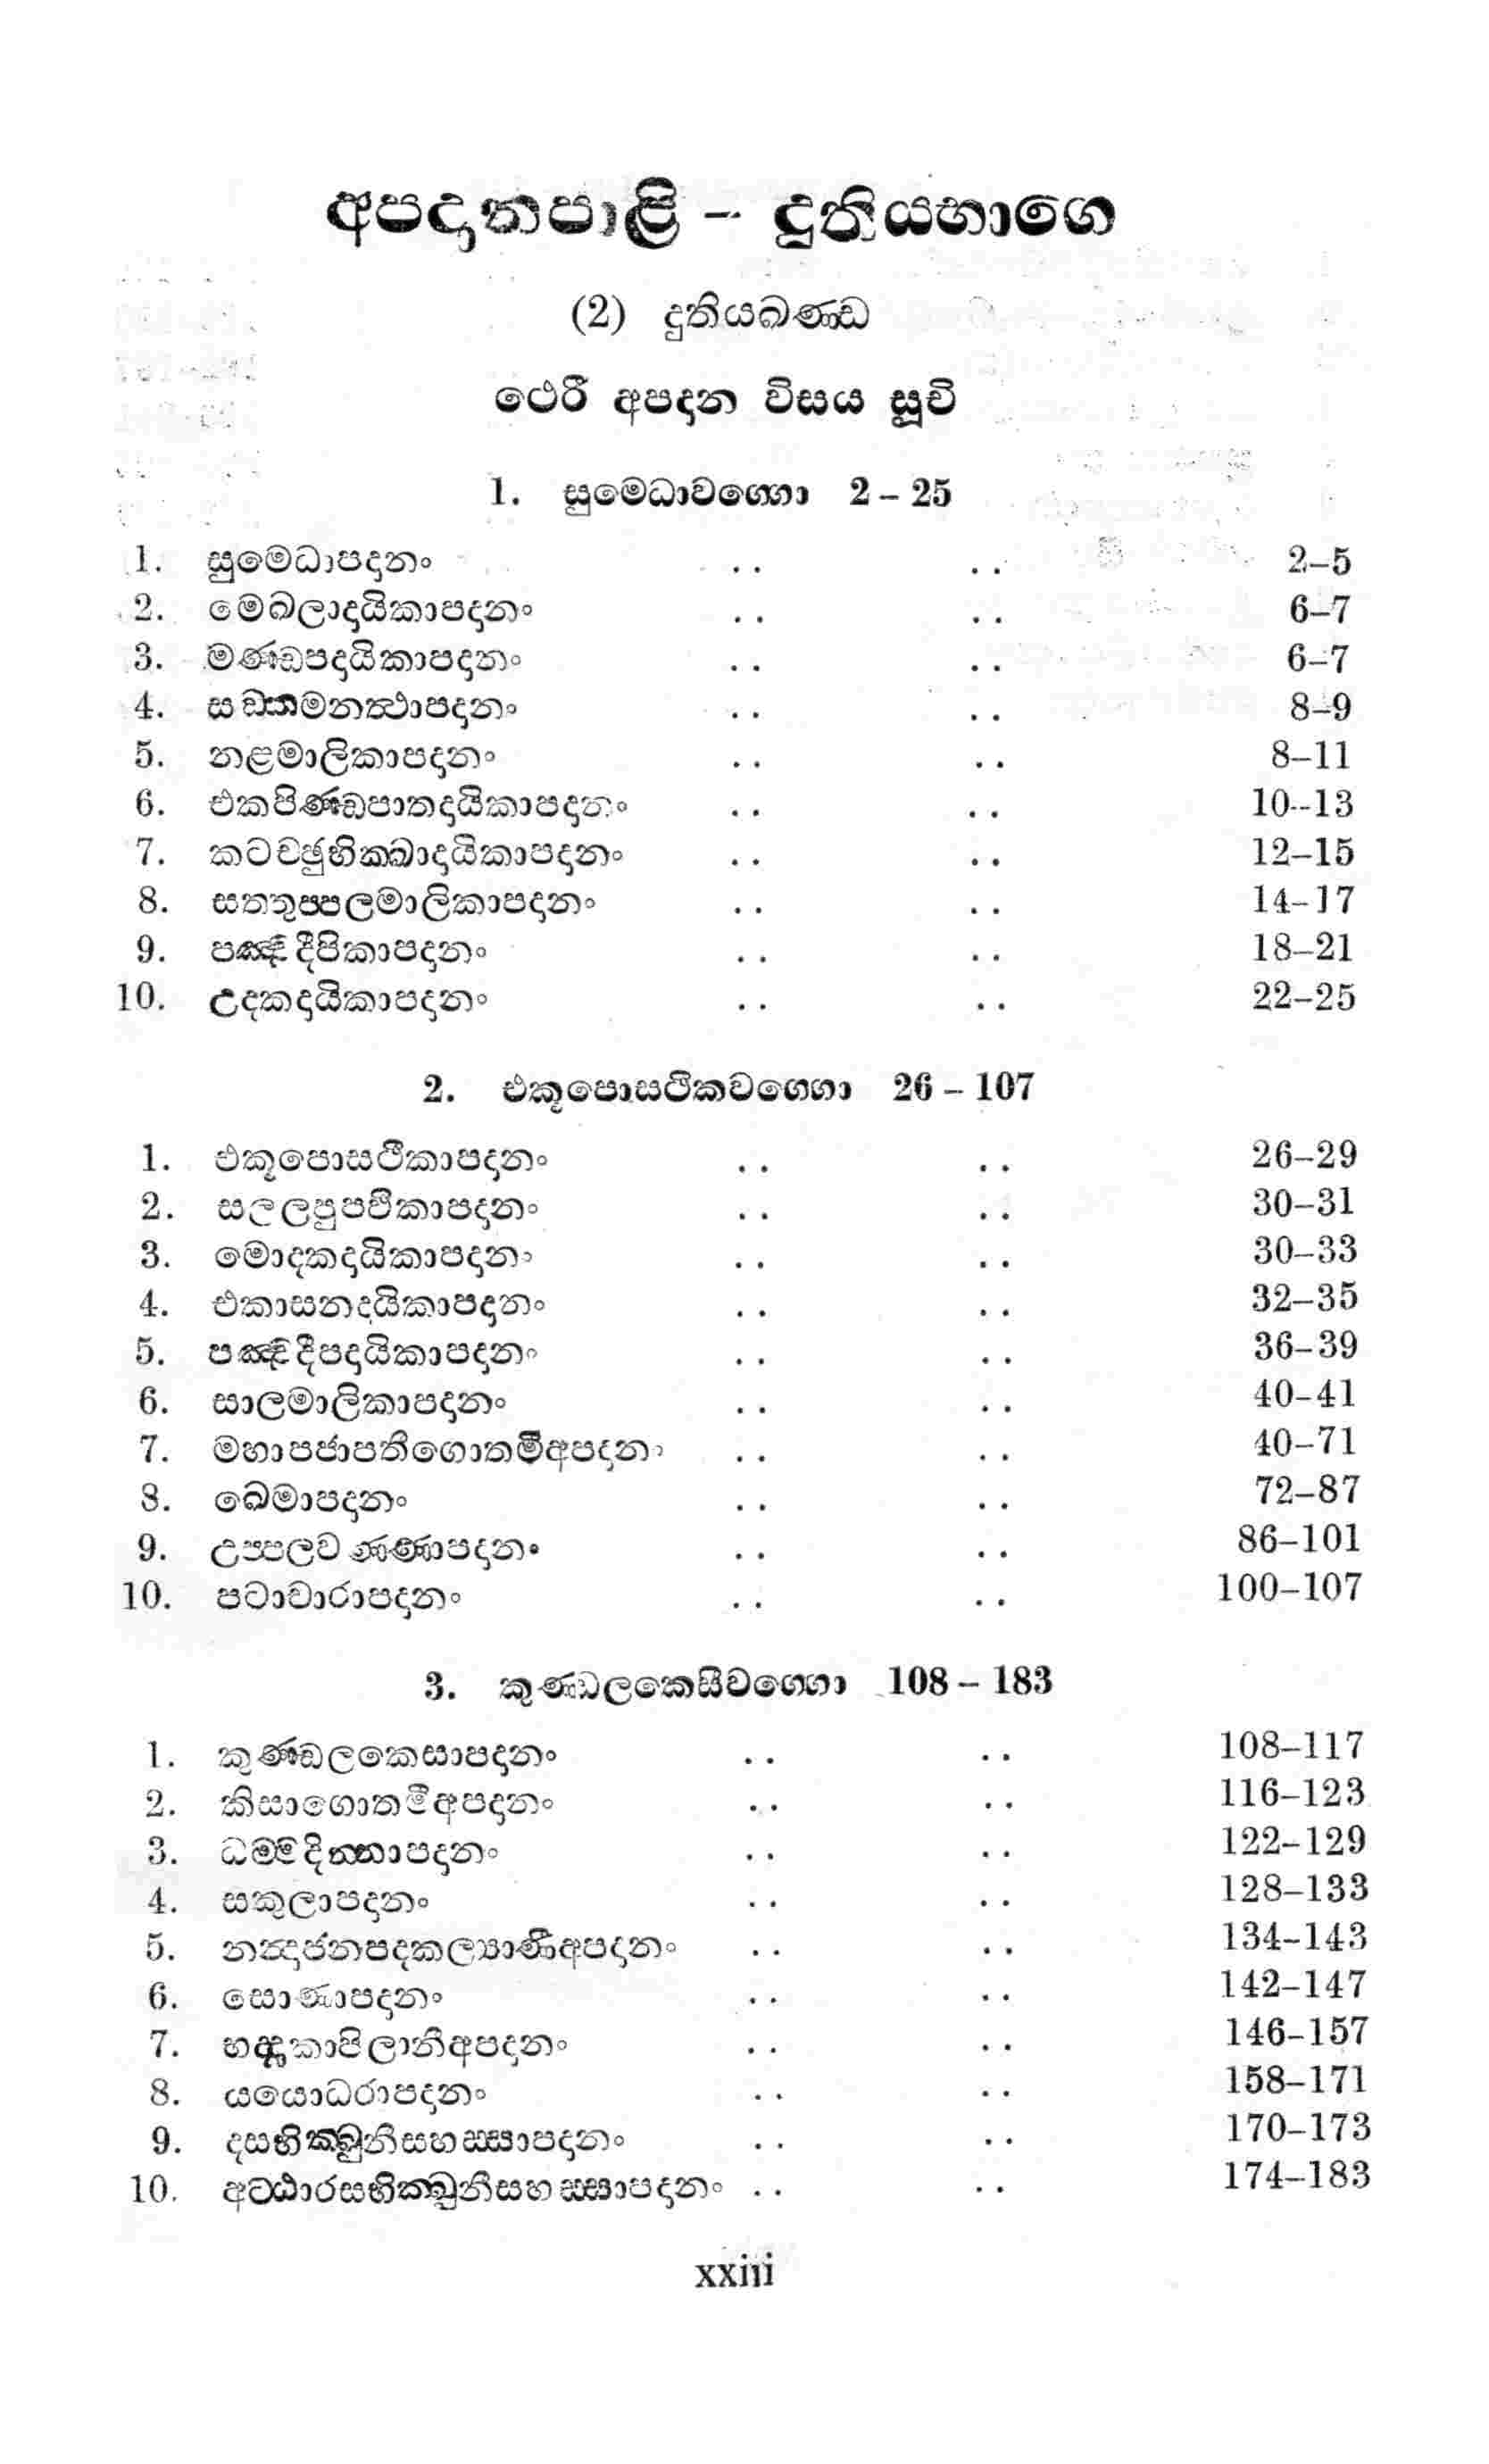 අපදානපාළි – දුතියභාගෙ
(2) දුතියඛණ්ඩ
ථෙරී අපදාන විසය සූචි
1. සුමෙධාවග්ගො 2 – 25
1. සුමෙධාපදානං .. .. 2–5
2. මෙඛලාදායිකාපදානං .. .. 6–7
3. මණ්ඩපදායිකාපදානං .. .. 6–7
4. සඞ්කමනත්ථාපදානං .. .. 8–9
5. නළමාලිකාපදානං .. .. 8–11
6. එකපිණ්ඩපාතදායිකාපදානං .. .. 10–13
7. කටච්ඡුභික්ඛාදායිකාපදානං .. .. 12–15
8. සත්තුප්පලමාලිකාපදානං .. .. 14–17
9. පඤ්චදීපිකාපදානං .. .. 18–21
10. උදකදායිකාපදානං .. .. 22–25
2. එකූපොසථිකවග්ගො 26 – 107
1. එකූපොසථිකාපදානං .. .. 26–29
2. සලලපුප්ඵිකාපදානං .. .. 30–31
3. මොදකදායිකාපදානං .. .. 30–33
4. එකාසනදායිකාපදානං .. .. 32–35
5. පඤ්චදීපදායිකාපදානං .. .. 36–39
6. සාලමාලිකාපදානං .. .. 40–41
7. මහාපජාපතීගොතමීඅපදානං .. .. 40–71
8. ඛෙමාපදානං .. .. 72–87
9. උප්පලවණ්ණාපදානං .. .. 86–101
10. පටාචාරාපදානං .. .. 100–107
3. කුණ්ඩලකෙසීවග්ගො 108 – 183
1. කුණ්ඩලකෙසාපදානං .. .. 108–117
2. කිසාගොතමීඅපදානං .. .. 116–123
3. ධම්මදින්නාපදානං .. .. 122–129
4. සකුලාපදානං .. .. 128–133
5. නන්දාජනපදකල්‍යාණීඅපදානං .. .. 134–143
6. සොණාපදානං .. .. 142–147
7. භද්දකාපිලානීඅපදානං .. .. 146–157
8. යසොධරාපදානං .. .. 158–171
9. දසභික්ඛුනීසහස්සාපදානං .. .. 170–173
10. අට්ඨාරසභික්ඛුනීසහස්සාපදානං .. .. 174–183
xxiii